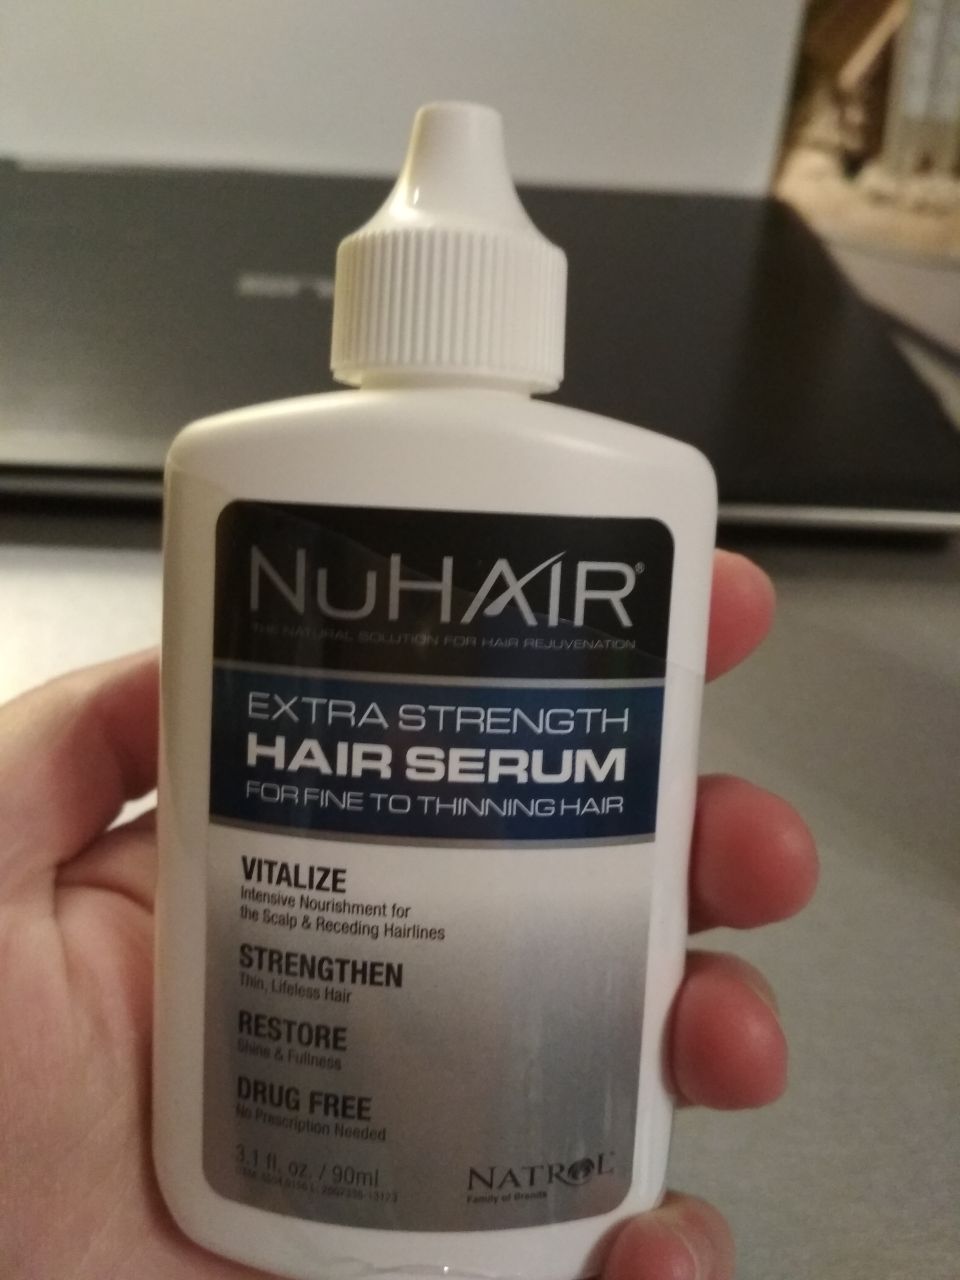 NuHAIR®
THE NATURAL SOLUTION FOR HAIR REJUVENATION
EXTRA STRENGTH
HAIR SERUM
FOR FINE TO THINNING HAIR
VITALIZE
Intensive Nourishment for
the Scalp & Receding Hairlines
STRENGTHEN
Thin, Lifeless Hair
RESTORE
Shine & Fullness
DRUG FREE
No Prescription Needed
3.1 fl. oz. / 90ml
NATROL
Family of Brands